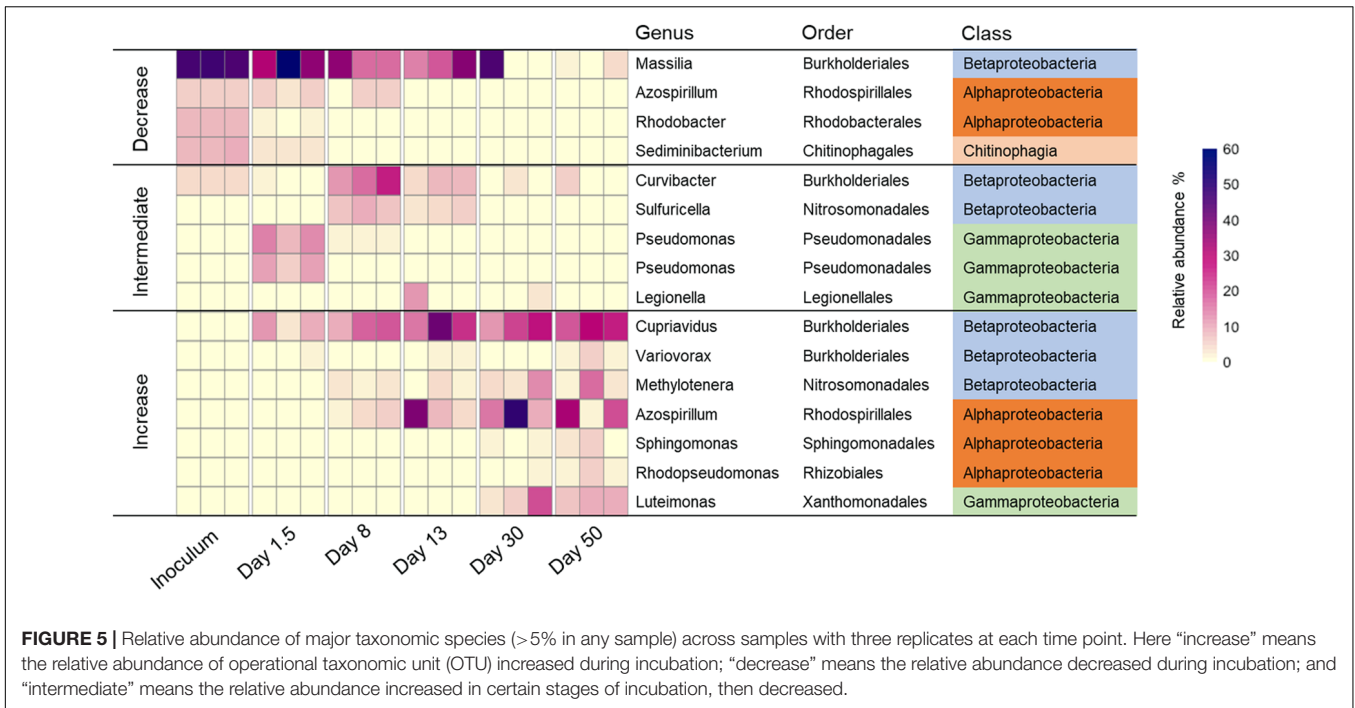 Genus Order Class
Decrease
Massilia Burkholderiales Betaproteobacteria
Azospirillum Rhodospirillales Alphaproteobacteria
Rhodobacter Rhodobacterales Alphaproteobacteria
Sediminibacterium Chitinophagales Chitinophagia
Intermediate
Curvibacter Burkholderiales Betaproteobacteria
Sulfuricella Nitrosomonadales Betaproteobacteria
Pseudomonas Pseudomonadales Gammaproteobacteria
Pseudomonas Pseudomonadales Gammaproteobacteria
Legionella Legionellales Gammaproteobacteria
Increase
Cupriavidus Burkholderiales Betaproteobacteria
Variovorax Burkholderiales Betaproteobacteria
Methylotenera Nitrosomonadales Betaproteobacteria
Azospirillum Rhodospirillales Alphaproteobacteria
Sphingomonas Sphingomonadales Alphaproteobacteria
Rhodopseudomonas Rhizobiales Alphaproteobacteria
Luteimonas Xanthomonadales Gammaproteobacteria
Inoculum Day 1.5 Day 8 Day 13 Day 30 Day 50
Relative abundance %
60
50
40
30
20
10
0
FIGURE 5 | Relative abundance of major taxonomic species (>5% in any sample) across samples with three replicates at each time point. Here “increase” means
the relative abundance of operational taxonomic unit (OTU) increased during incubation; “decrease” means the relative abundance decreased during incubation; and
“intermediate” means the relative abundance increased in certain stages of incubation, then decreased.